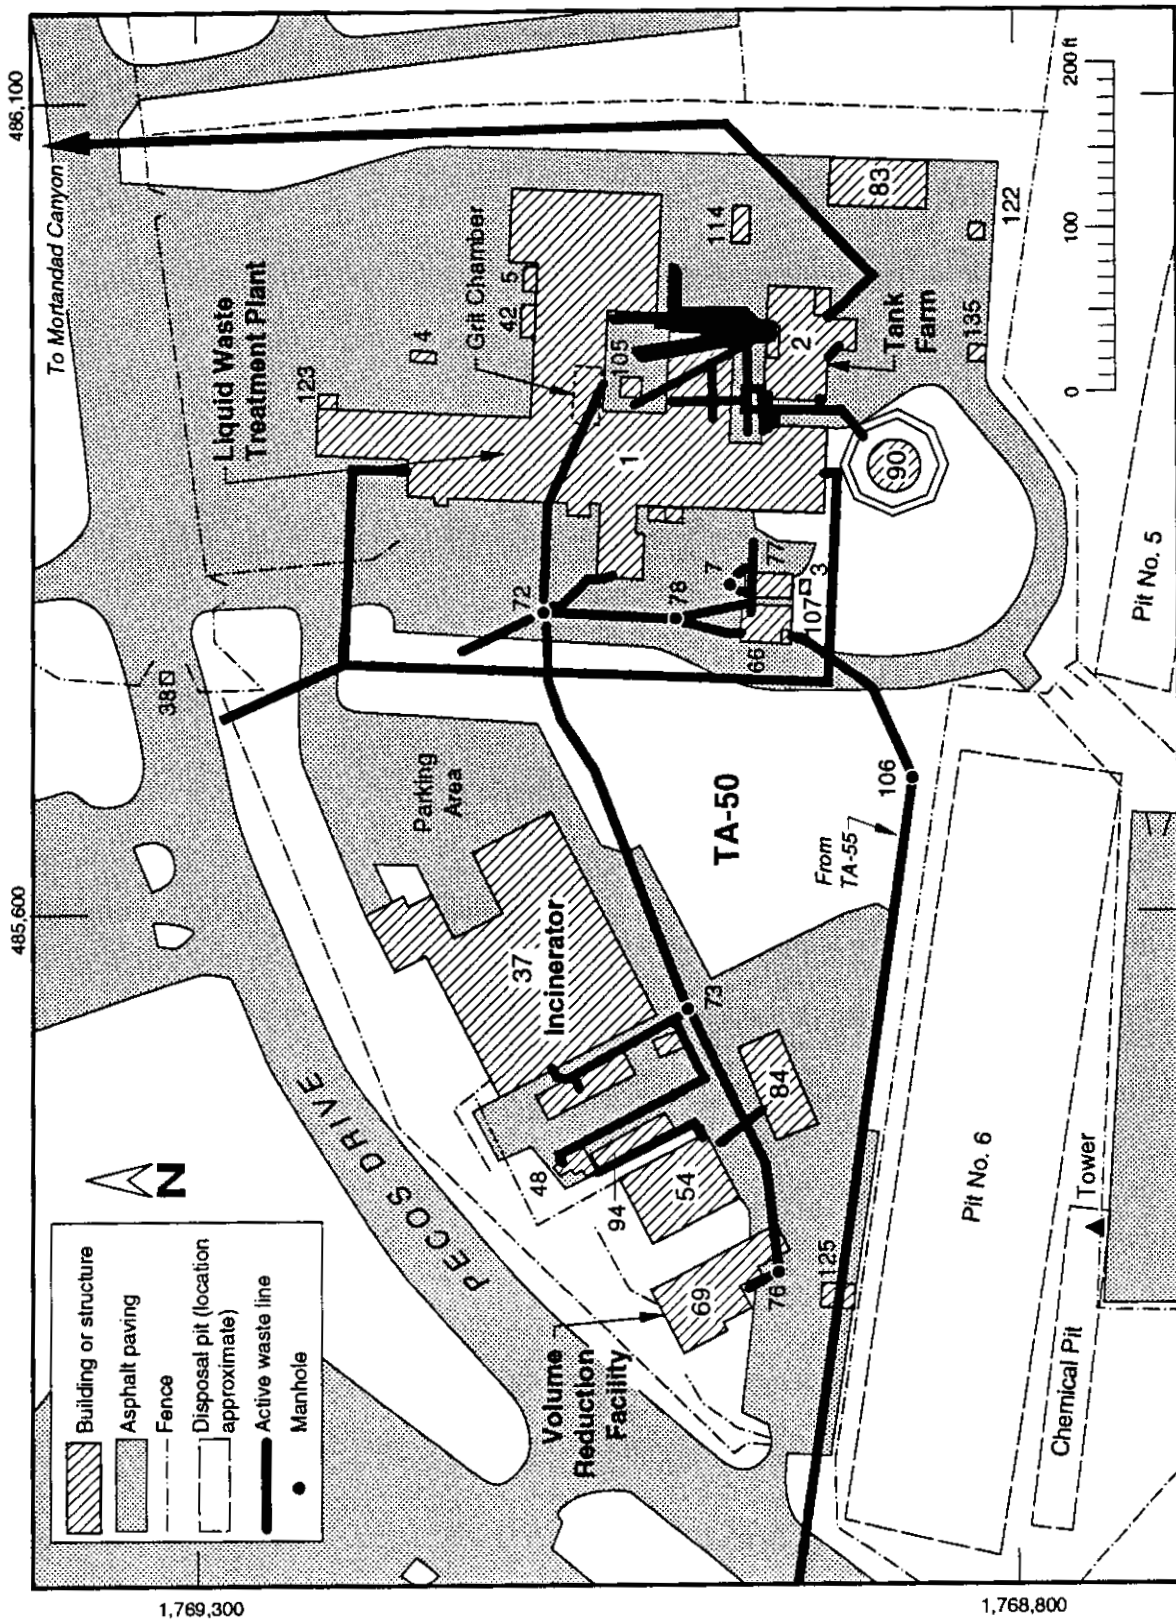 486,100
485,600
1,769,300
1,768,800
To Mortandad Canyon
200 ft
100
0
Liquid Waste
Treatment Plant
Grit Chamber
123
4
42
5
105
114
83
122
135
2
Tank
Farm
1
90
72
78
7
77
3
107
66
38
Parking
Area
TA-50
106
From
TA-55
Pit No. 5
37
Incinerator
73
84
48
94
54
69
76
125
Volume
Reduction
Facility
PECOS DRIVE
N
Pit No. 6
Tower
Chemical Pit
Building or structure
Asphalt paving
Fence
Disposal pit (location
approximate)
Active waste line
Manhole